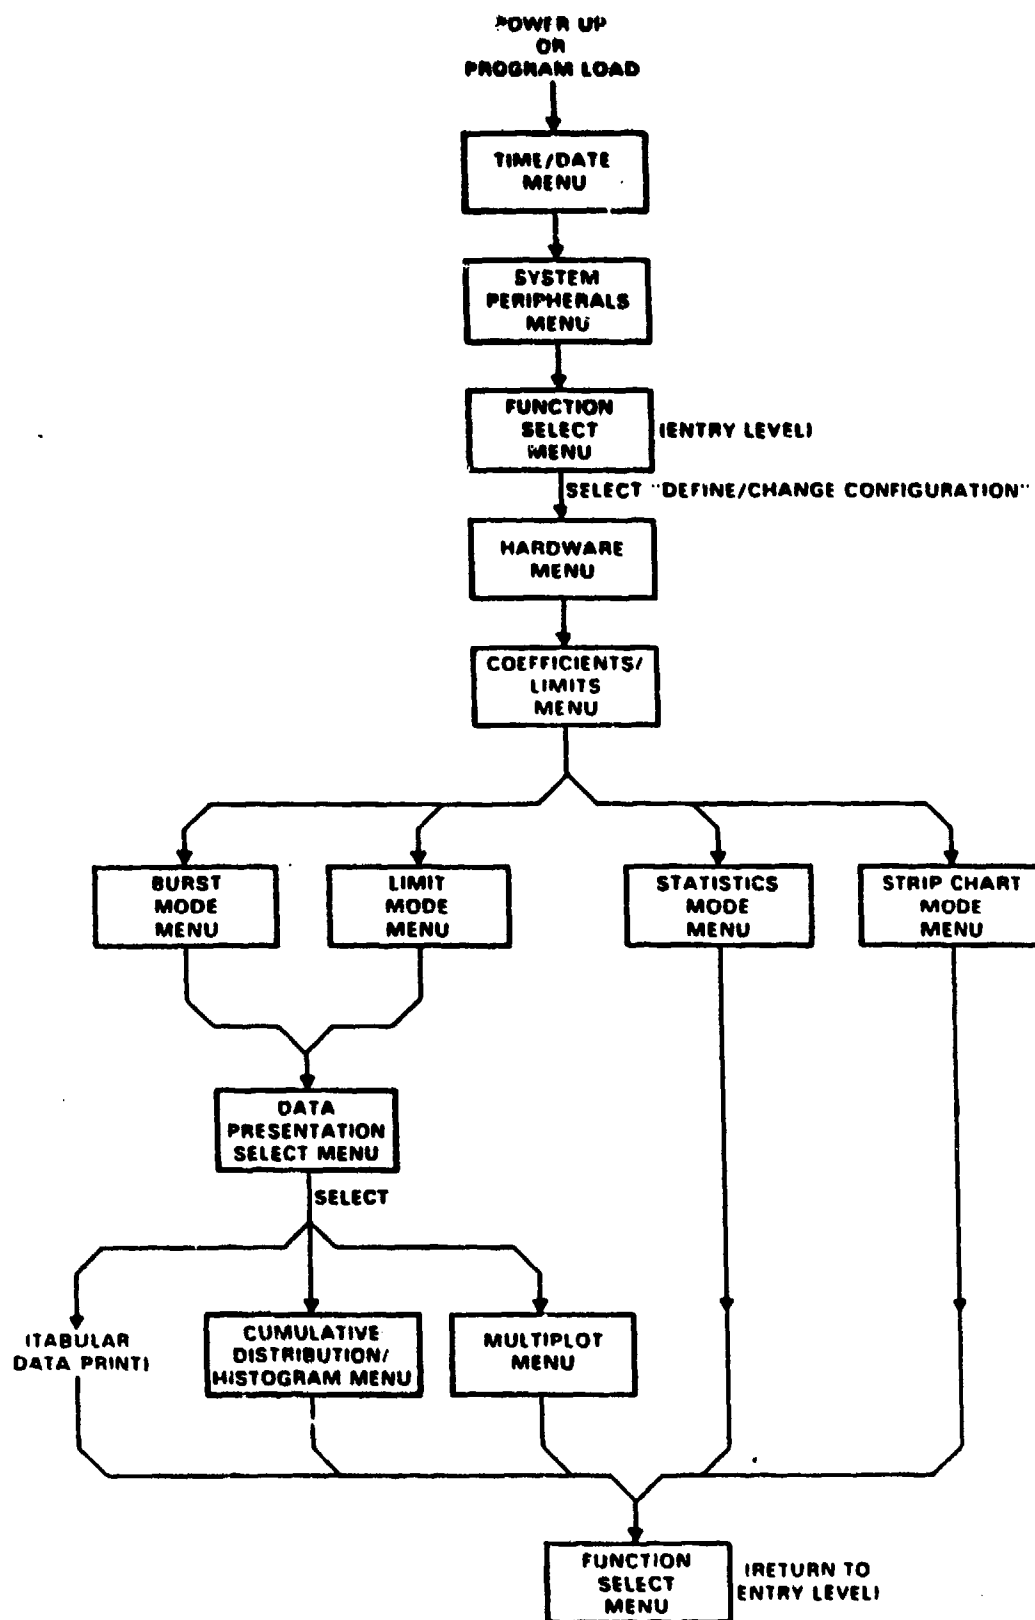 POWER UP
OR
PROGRAM LOAD
TIME/DATE
MENU
SYSTEM
PERIPHERALS
MENU
FUNCTION
SELECT
MENU
(ENTRY LEVEL)
SELECT "DEFINE/CHANGE CONFIGURATION"
HARDWARE
MENU
COEFFICIENTS/
LIMITS
MENU
BURST
MODE
MENU
LIMIT
MODE
MENU
STATISTICS
MODE
MENU
STRIP CHART
MODE
MENU
DATA
PRESENTATION
SELECT MENU
SELECT
(TABULAR
DATA PRINT)
CUMULATIVE
DISTRIBUTION/
HISTOGRAM MENU
MULTIPLOT
MENU
FUNCTION
SELECT
MENU
(RETURN TO
ENTRY LEVEL)